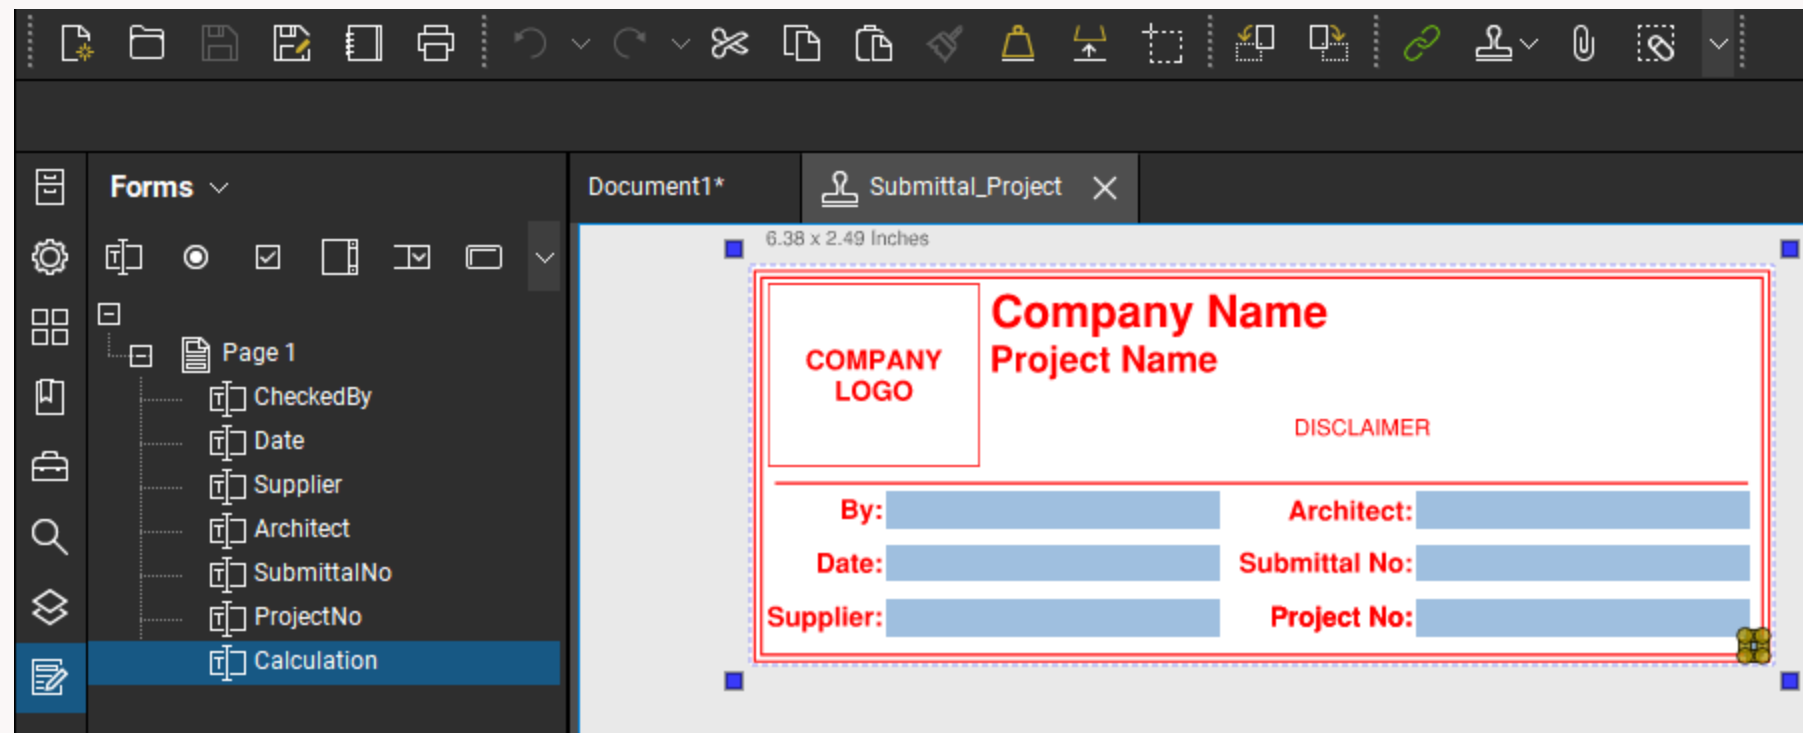 Forms
Document1*
Submittal_Project
6.38 x 2.49 Inches
Page 1
CheckedBy
Date
Supplier
Architect
SubmittalNo
ProjectNo
Calculation
COMPANY
LOGO
Company Name
Project Name
DISCLAIMER
By:
Architect:
Date:
Submittal No:
Supplier:
Project No: